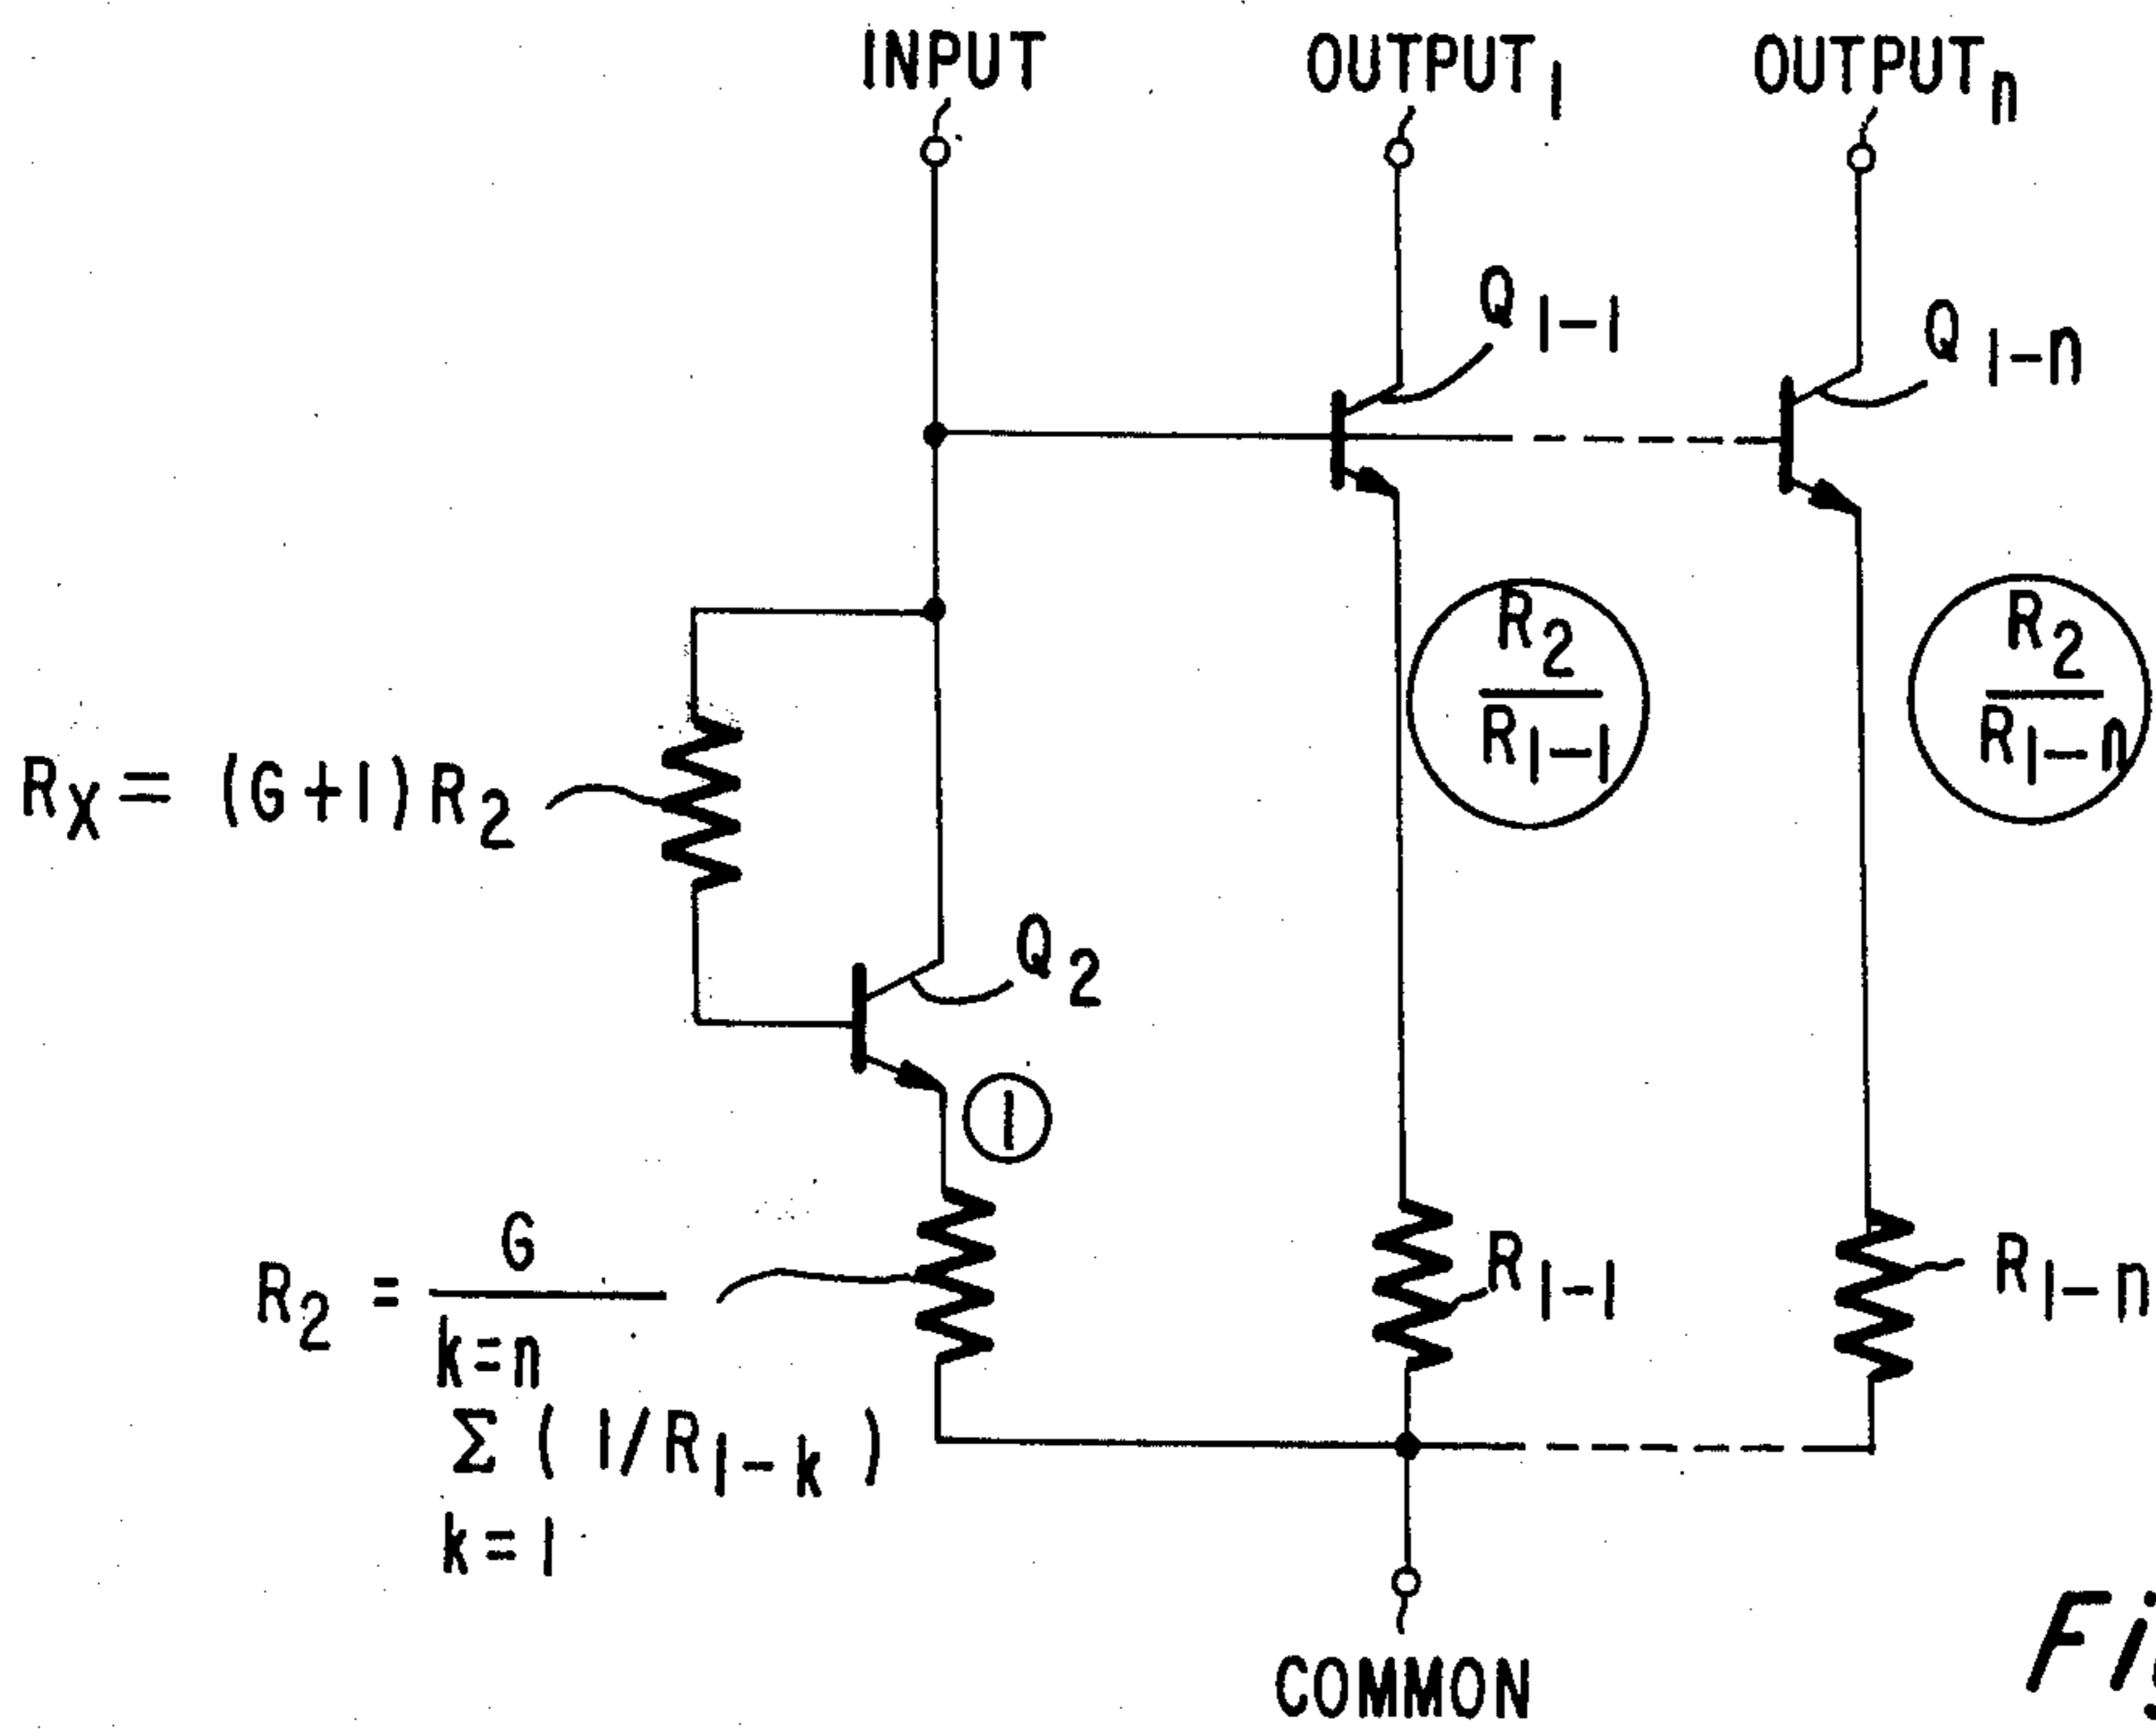 INPUT OUTPUT1 OUTPUTn
Q1-1 Q1-n
R2
R1-1
R2
R1-n
RX = (G+1)R2
Q2
1
R2 = G
k=n
Σ ( 1/R1-k )
k=1
R1-1 R1-n
COMMON